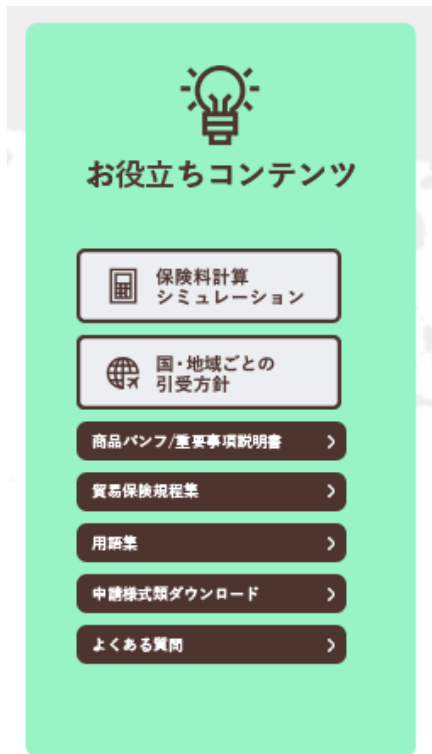 お役立ちコンテンツ
保険料計算
シミュレーション
国・地域ごとの
引受方針
商品パンフ/重要事項説明書
貿易保険規程集
用語集
申請様式類ダウンロード
よくある質問